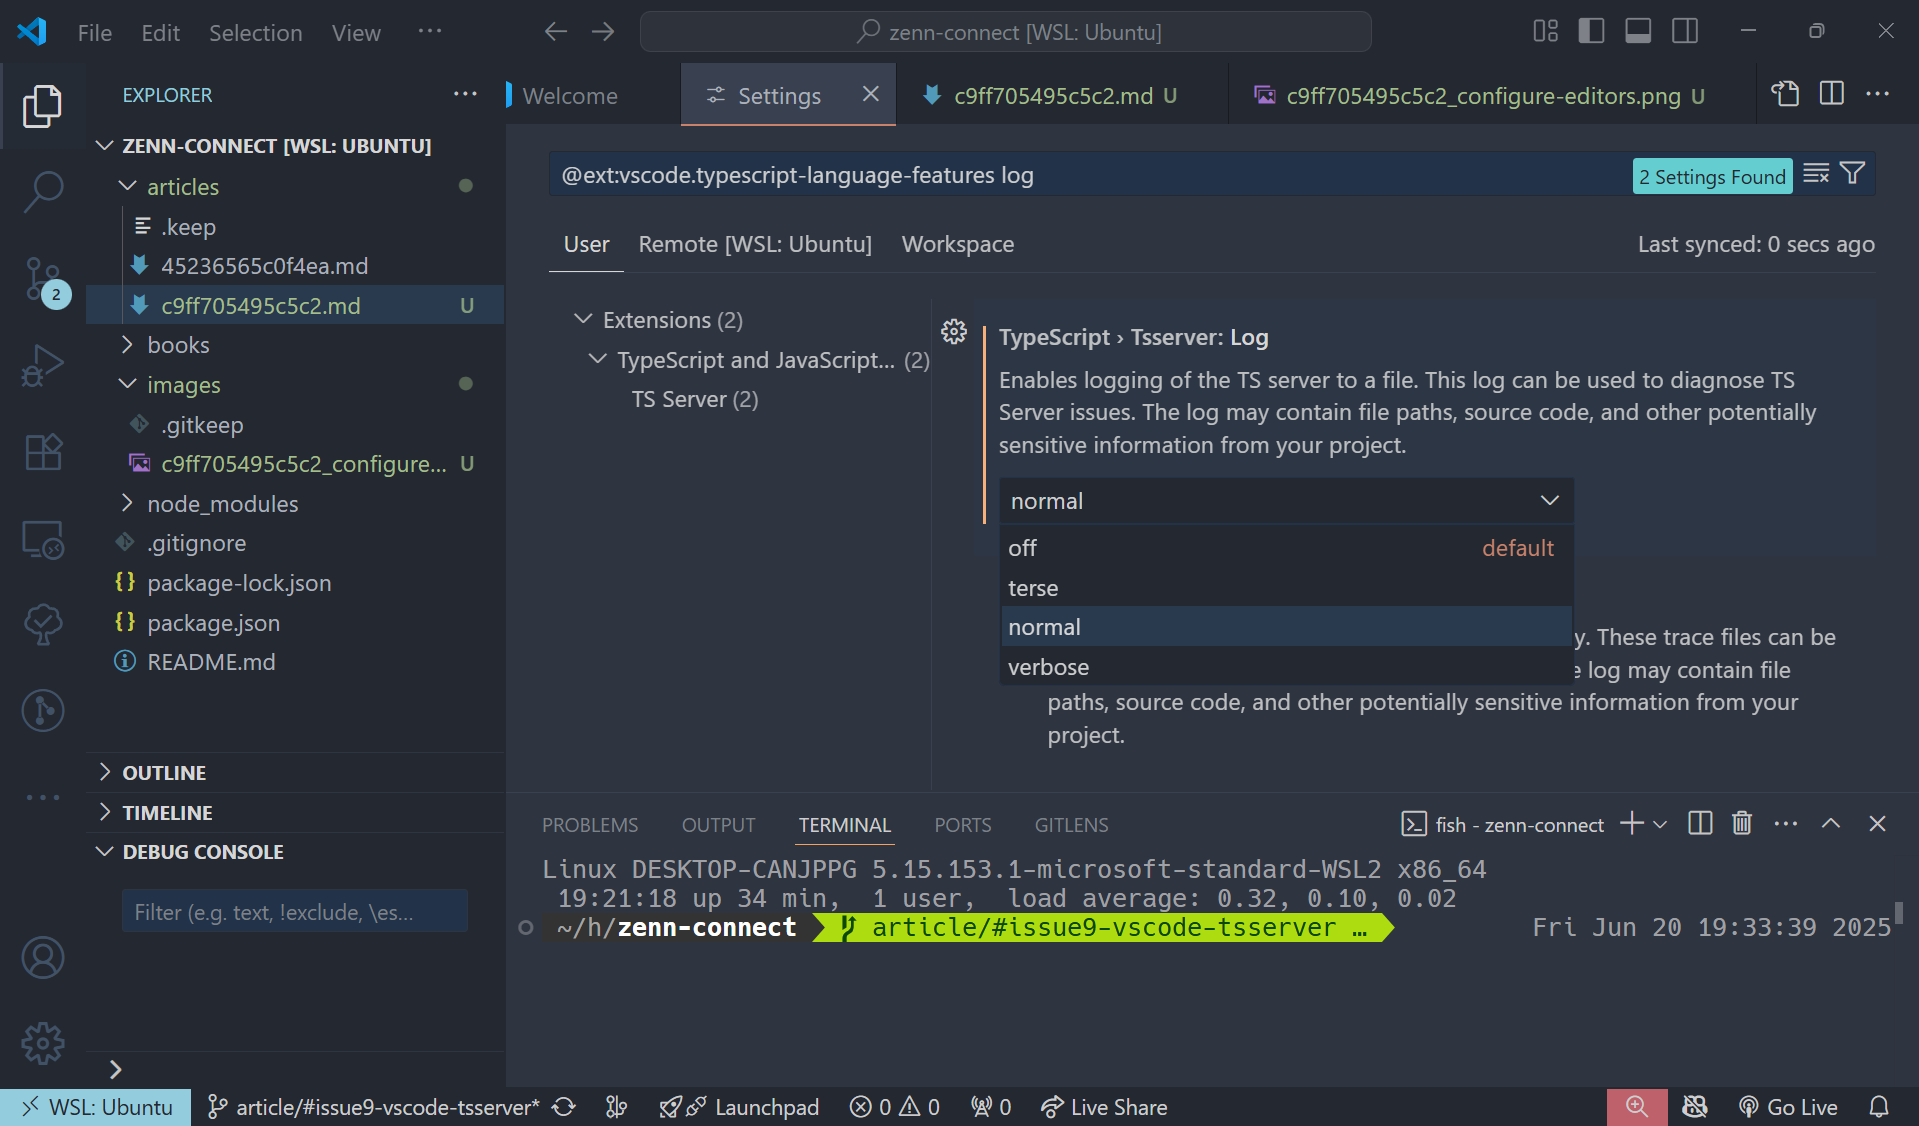 File Edit Selection View ···
zenn-connect [WSL: Ubuntu]
EXPLORER
ZENN-CONNECT [WSL: UBUNTU]
articles
.keep
45236565c0f4ea.md
c9ff705495c5c2.md U
books
images
.gitkeep
c9ff705495c5c2_configure... U
node_modules
.gitignore
{} package-lock.json
{} package.json
README.md
OUTLINE
TIMELINE
DEBUG CONSOLE
Filter (e.g. text, !exclude, \es...
2
Welcome
Settings
c9ff705495c5c2.md U
c9ff705495c5c2_configure-editors.png U
@ext:vscode.typescript-language-features log
2 Settings Found
User Remote [WSL: Ubuntu] Workspace
Last synced: 0 secs ago
Extensions (2)
TypeScript and JavaScript... (2)
TS Server (2)
TypeScript › Tsserver: Log
Enables logging of the TS server to a file. This log can be used to diagnose TS
Server issues. The log may contain file paths, source code, and other potentially
sensitive information from your project.
normal
off default
terse
normal
verbose
y. These trace files can be
log may contain file
paths, source code, and other potentially sensitive information from your
project.
PROBLEMS OUTPUT TERMINAL PORTS GITLENS
fish - zenn-connect
Linux DESKTOP-CANJPPG 5.15.153.1-microsoft-standard-WSL2 x86_64
19:21:18 up 34 min, 1 user, load average: 0.32, 0.10, 0.02
~/h/zenn-connect article/#issue9-vscode-tsserver … Fri Jun 20 19:33:39 2025
WSL: Ubuntu article/#issue9-vscode-tsserver* Launchpad 0 0 0 Live Share Go Live